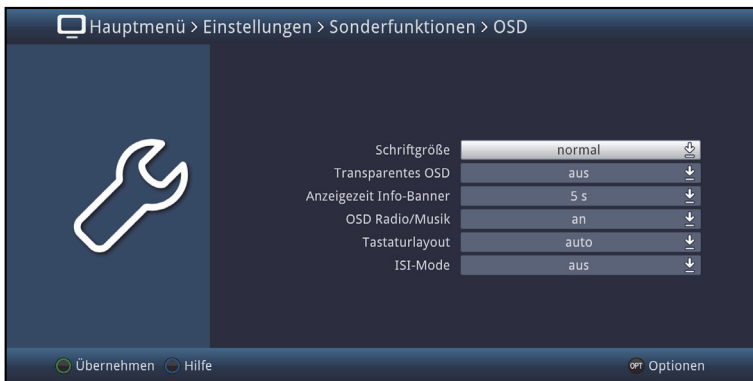 Hauptmenü > Einstellungen > Sonderfunktionen > OSD
Schriftgröße normal
Transparentes OSD aus
Anzeigezeit Info-Banner 5 s
OSD Radio/Musik an
Tastaturlayout auto
ISI-Mode aus
Übernehmen Hilfe OPT Optionen